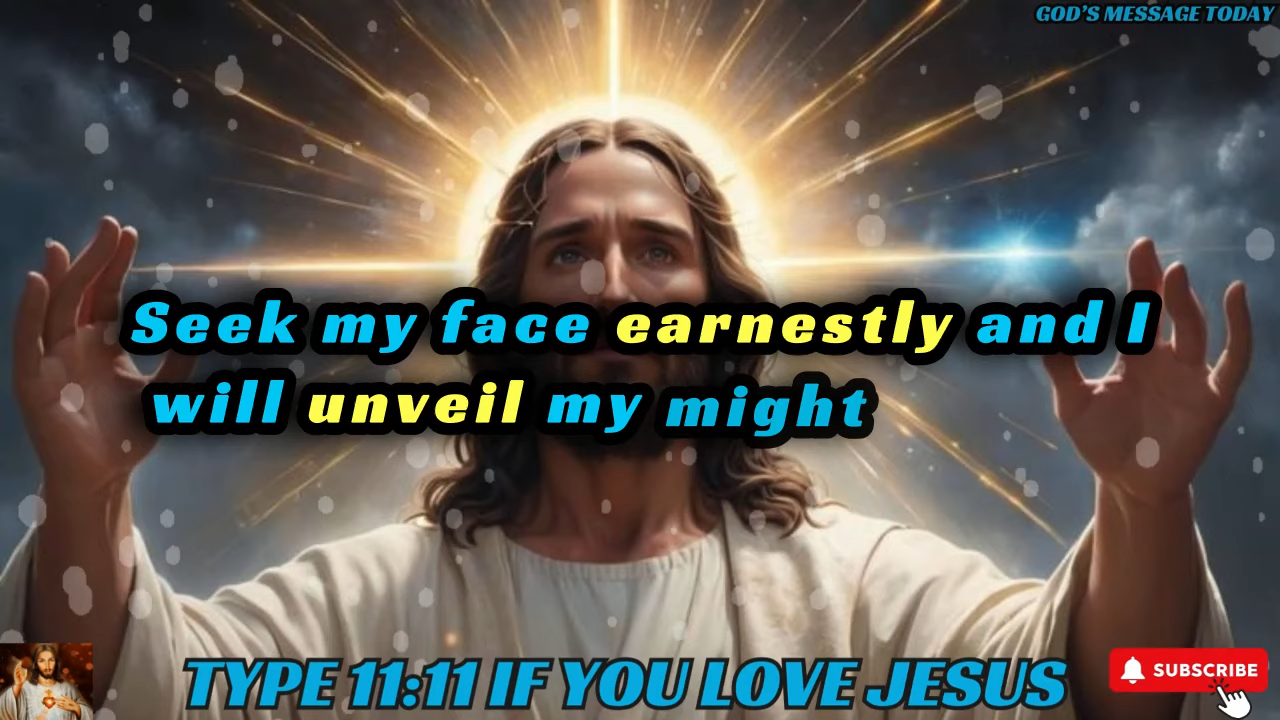 GOD'S MESSAGE TODAY
Seek my face earnestly and I
will unveil my might
TYPE 11:11 IF YOU LOVE JESUS
SUBSCRIBE